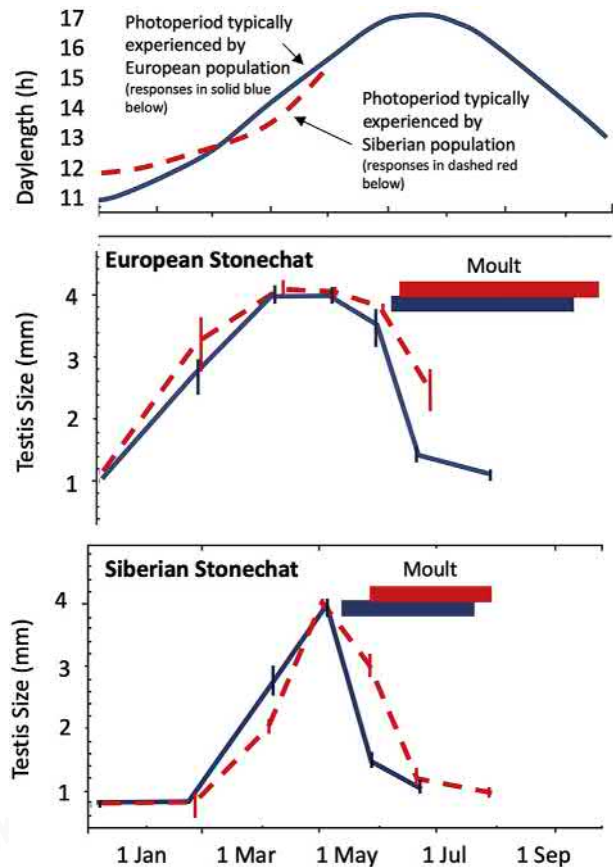 17
16
15
14
13
12
11
Daylength (h)
Photoperiod typically
experienced by
European population
(responses in solid blue
below)
Photoperiod typically
experienced by
Siberian population
(responses in dashed red
below)
European Stonechat
Moult
4
3
2
1
Testis Size (mm)
Siberian Stonechat
Moult
4
3
2
1
Testis Size (mm)
1 Jan 1 Mar 1 May 1 Jul 1 Sep